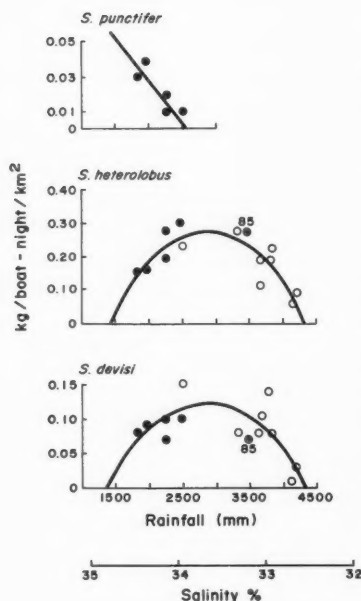 S. punctifer
0.05
0.03
0.01
S. heterolobus
0.40
0.30
0.20
0.10
0
85
kg/boat - night/km2
S. devisi
0.15
0.10
0.05
0
85
1500 2500 3500 4500
Rainfall (mm)
35 34 33 32
Salinity %